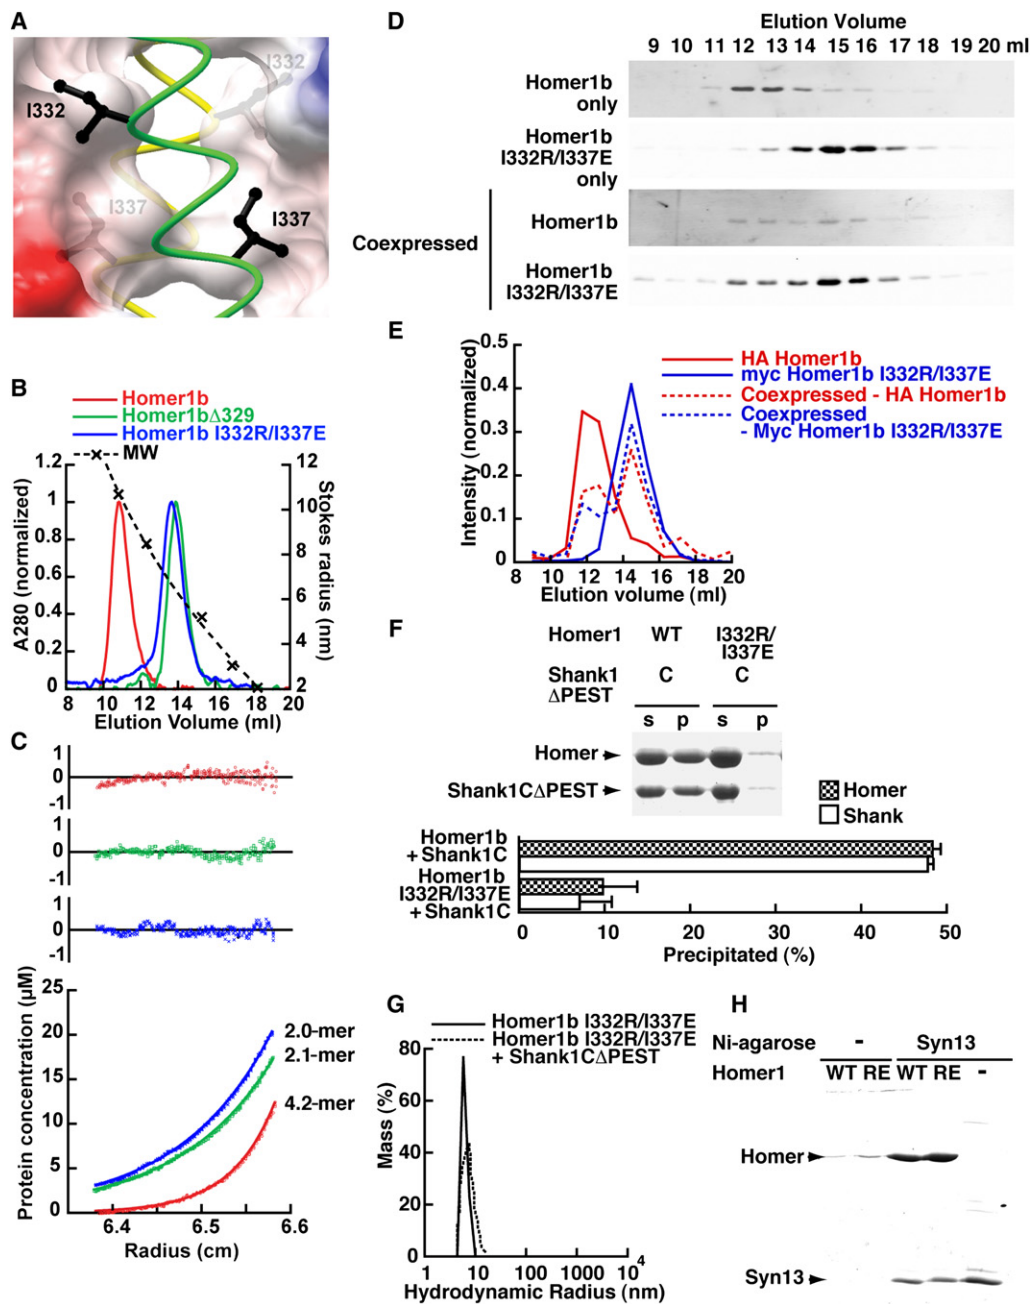 A
I332
I332
I337
I337
B
Homer1b
Homer1bΔ329
Homer1b I332R/I337E
MW
1.2
1
0.8
0.6
0.4
0.2
0
A280 (normalized)
12
10
8
6
4
2
Stokes radius (nm)
8 10 12 14 16 18 20
Elution Volume (ml)
C
1
0
-1
1
0
-1
1
0
-1
25
20
15
10
5
0
Protein concentration (µM)
2.0-mer
2.1-mer
4.2-mer
6.4 6.5 6.6
Radius (cm)
D
Elution Volume
9 10 11 12 13 14 15 16 17 18 19 20 ml
Homer1b
only
Homer1b
I332R/I337E
only
Coexpressed
Homer1b
Homer1b
I332R/I337E
E
HA Homer1b
myc Homer1b I332R/I337E
Coexpressed - HA Homer1b
Coexpressed
- Myc Homer1b I332R/I337E
0.5
0.4
0.3
0.2
0.1
0
Intensity (normalized)
8 10 12 14 16 18 20
Elution volume (ml)
F
Homer1 WT I332R/
I337E
Shank1 C C
ΔPEST
s p s p
Homer
Shank1CΔPEST
Homer
Shank
Homer1b
+ Shank1C
Homer1b
I332R/I337E
+ Shank1C
0 10 20 30 40 50
Precipitated (%)
G
Homer1b I332R/I337E
Homer1b I332R/I337E
+ Shank1CΔPEST
80
60
40
20
0
Mass (%)
1 10 100 1000 10⁴
Hydrodynamic Radius (nm)
H
Ni-agarose - Syn13
Homer1 WT RE WT RE -
Homer
Syn13